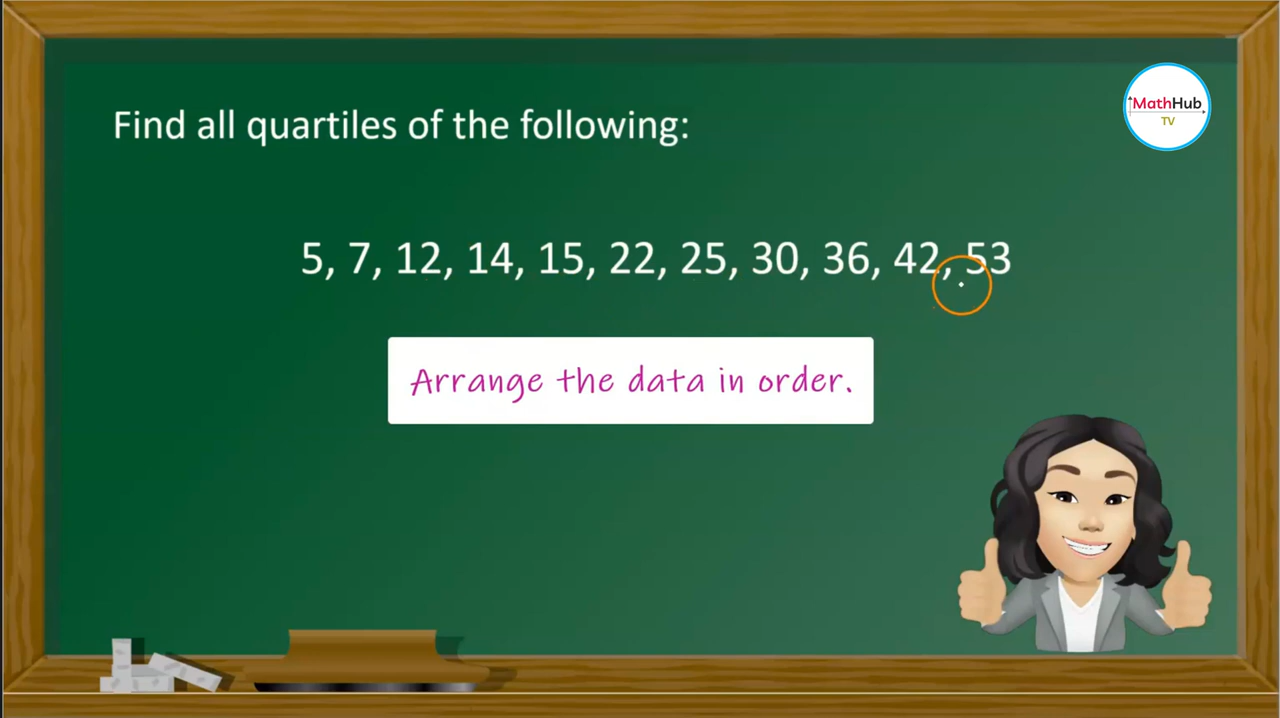 MathHub
TV
Find all quartiles of the following:
5, 7, 12, 14, 15, 22, 25, 30, 36, 42, 53
Arrange the data in order.